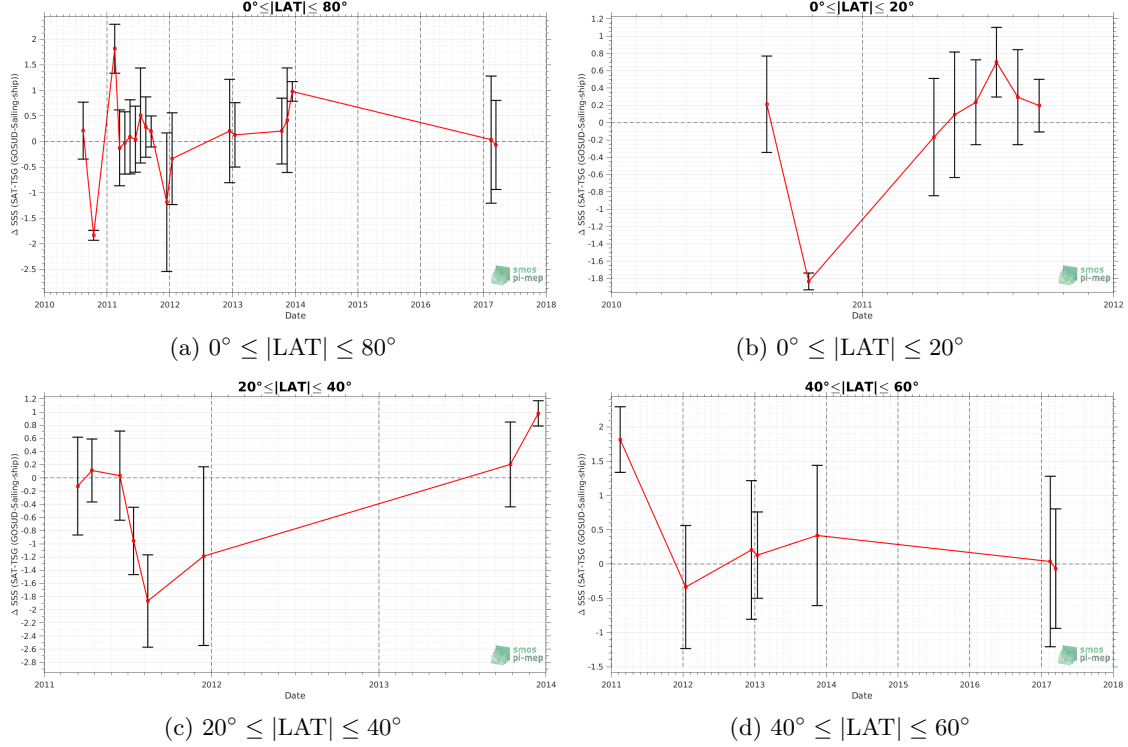 0°≤|LAT|≤ 80°
Δ SSS (SAT-TSG (GOSUD-Sailing-ship))
2
1.5
1
0.5
0
-0.5
-1
-1.5
-2
-2.5
2010 2011 2012 2013 2014 2015 2016 2017 2018
Date
smos
pi-mep
(a) 0° ≤ |LAT| ≤ 80°
0°≤|LAT|≤ 20°
Δ SSS (SAT-TSG (GOSUD-Sailing-ship))
1.2
1
0.8
0.6
0.4
0.2
0
-0.2
-0.4
-0.6
-0.8
-1
-1.2
-1.4
-1.6
-1.8
2010 2011 2012
Date
smos
pi-mep
(b) 0° ≤ |LAT| ≤ 20°
20°≤|LAT|≤ 40°
Δ SSS (SAT-TSG (GOSUD-Sailing-ship))
1.2
1
0.8
0.6
0.4
0.2
0
-0.2
-0.4
-0.6
-0.8
-1
-1.2
-1.4
-1.6
-1.8
-2
-2.2
-2.4
-2.6
-2.8
2011 2012 2013 2014
Date
smos
pi-mep
(c) 20° ≤ |LAT| ≤ 40°
40°≤|LAT|≤ 60°
Δ SSS (SAT-TSG (GOSUD-Sailing-ship))
2
1.5
1
0.5
0
-0.5
-1
-1.5
2011 2012 2013 2014 2015 2016 2017 2018
Date
smos
pi-mep
(d) 40° ≤ |LAT| ≤ 60°